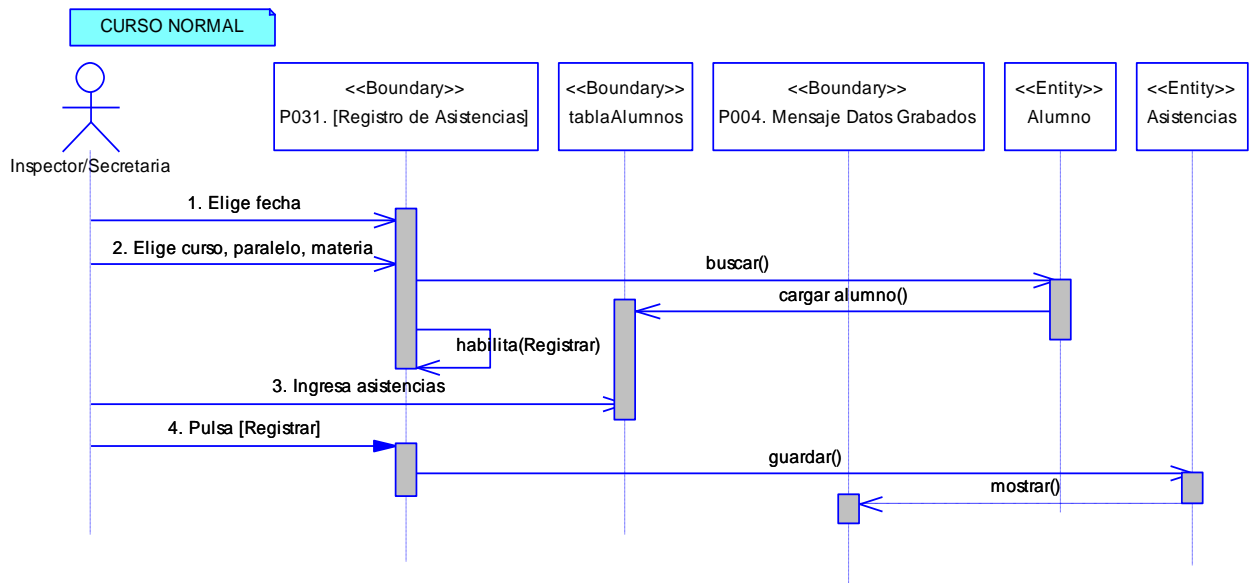 CURSO NORMAL
<<Boundary>>
P031. [Registro de Asistencias]
<<Boundary>>
tablaAlumnos
<<Boundary>>
P004. Mensaje Datos Grabados
<<Entity>>
Alumno
<<Entity>>
Asistencias
Inspector/Secretaria
1. Elige fecha
2. Elige curso, paralelo, materia
buscar()
cargar alumno()
habilita(Registrar)
3. Ingresa asistencias
4. Pulsa [Registrar]
guardar()
mostrar()